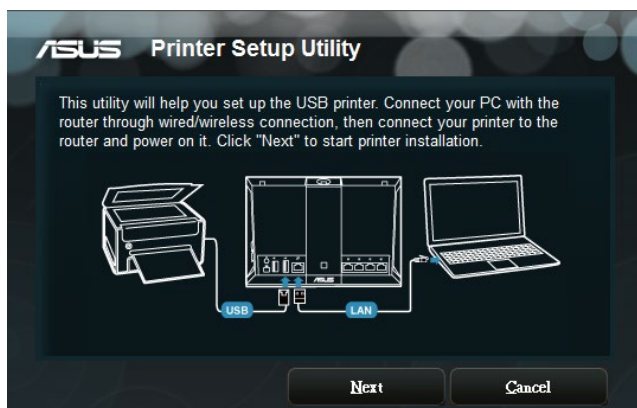 ASUS Printer Setup Utility
This utility will help you set up the USB printer. Connect your PC with the
router through wired/wireless connection, then connect your printer to the
router and power on it. Click "Next" to start printer installation.
ASUS
USB
LAN
Next
Cancel